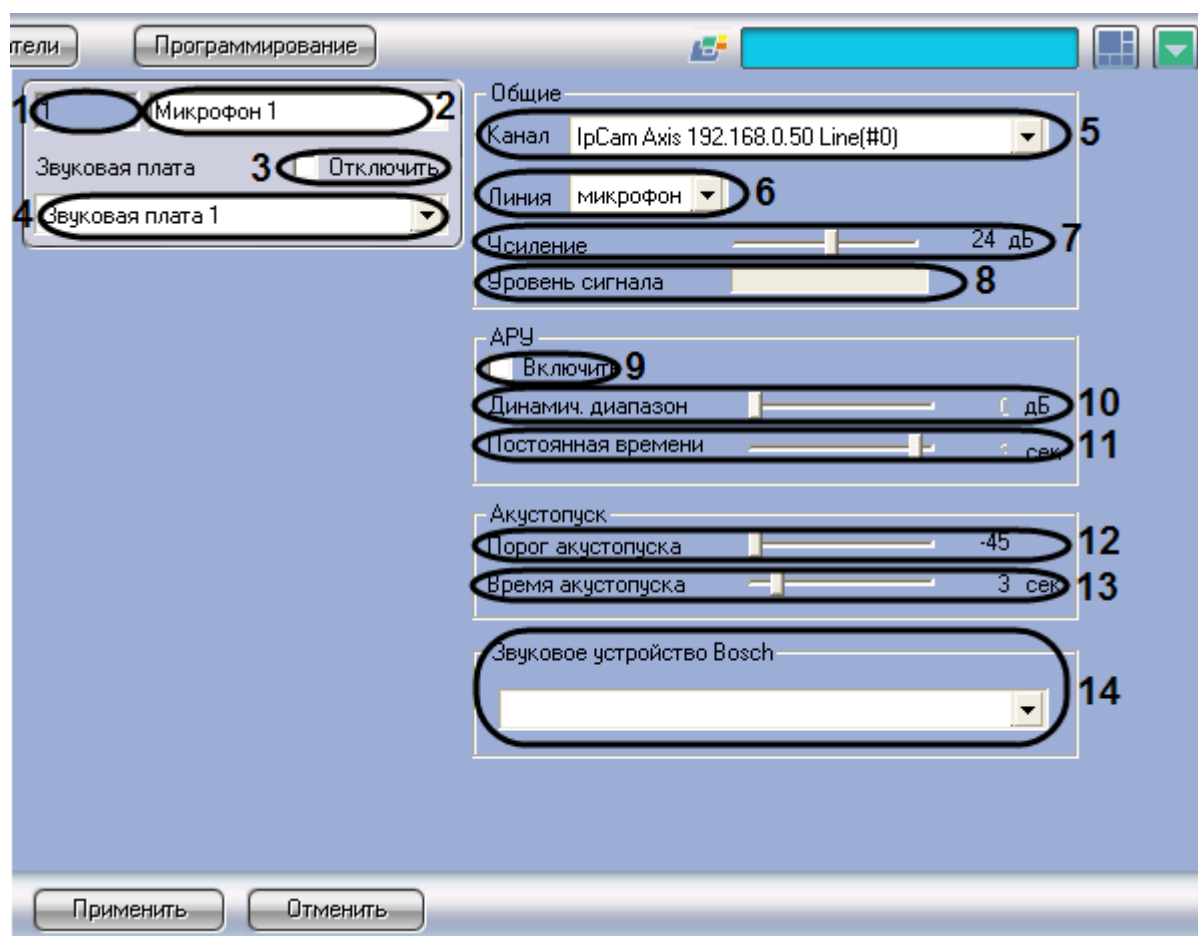 тели Программирование
1 1 Микрофон 1 2
Звуковая плата 3 Отключить
4 Звуковая плата 1
Общие
Канал IpCam Axis 192.168.0.50 Line(#0) 5
Линия микрофон 6
Усиление 24 дБ 7
Уровень сигнала 8
АРУ
Включить 9
Динамич. диапазон 0 дБ 10
Постоянная времени сек 11
Акустопуск
Порог акустопуска -45 12
Время акустопуска 3 сек 13
Звуковое устройство Bosch
14
Применить Отменить